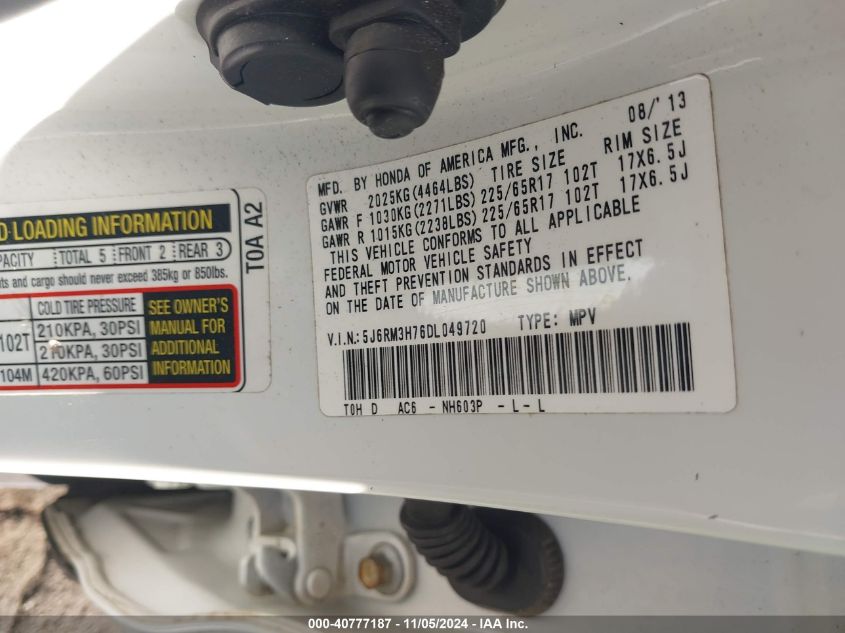 D LOADING INFORMATION
PACITY TOTAL 5 FRONT 2 REAR 3
nts and cargo should never exceed 385kg or 850lbs.
COLD TIRE PRESSURE
102T 210KPA, 30PSI
210KPA, 30PSI
104M 420KPA, 60PSI
SEE OWNER'S
MANUAL FOR
ADDITIONAL
INFORMATION
T0A A2
MFD. BY HONDA OF AMERICA MFG., INC. 08/'13
GVWR 2025KG(4464LBS) TIRE SIZE RIM SIZE
GAWR F 1030KG(2271LBS) 225/65R17 102T 17X6.5J
GAWR R 1015KG(2238LBS) 225/65R17 102T 17X6.5J
THIS VEHICLE CONFORMS TO ALL APPLICABLE
FEDERAL MOTOR VEHICLE SAFETY
AND THEFT PREVENTION STANDARDS IN EFFECT
ON THE DATE OF MANUFACTURE SHOWN ABOVE.
V.I.N.:5J6RM3H76DL049720 TYPE: MPV
T0H D AC6 - NH603P - L - L
000-40777187 - 11/05/2024 - IAA Inc.